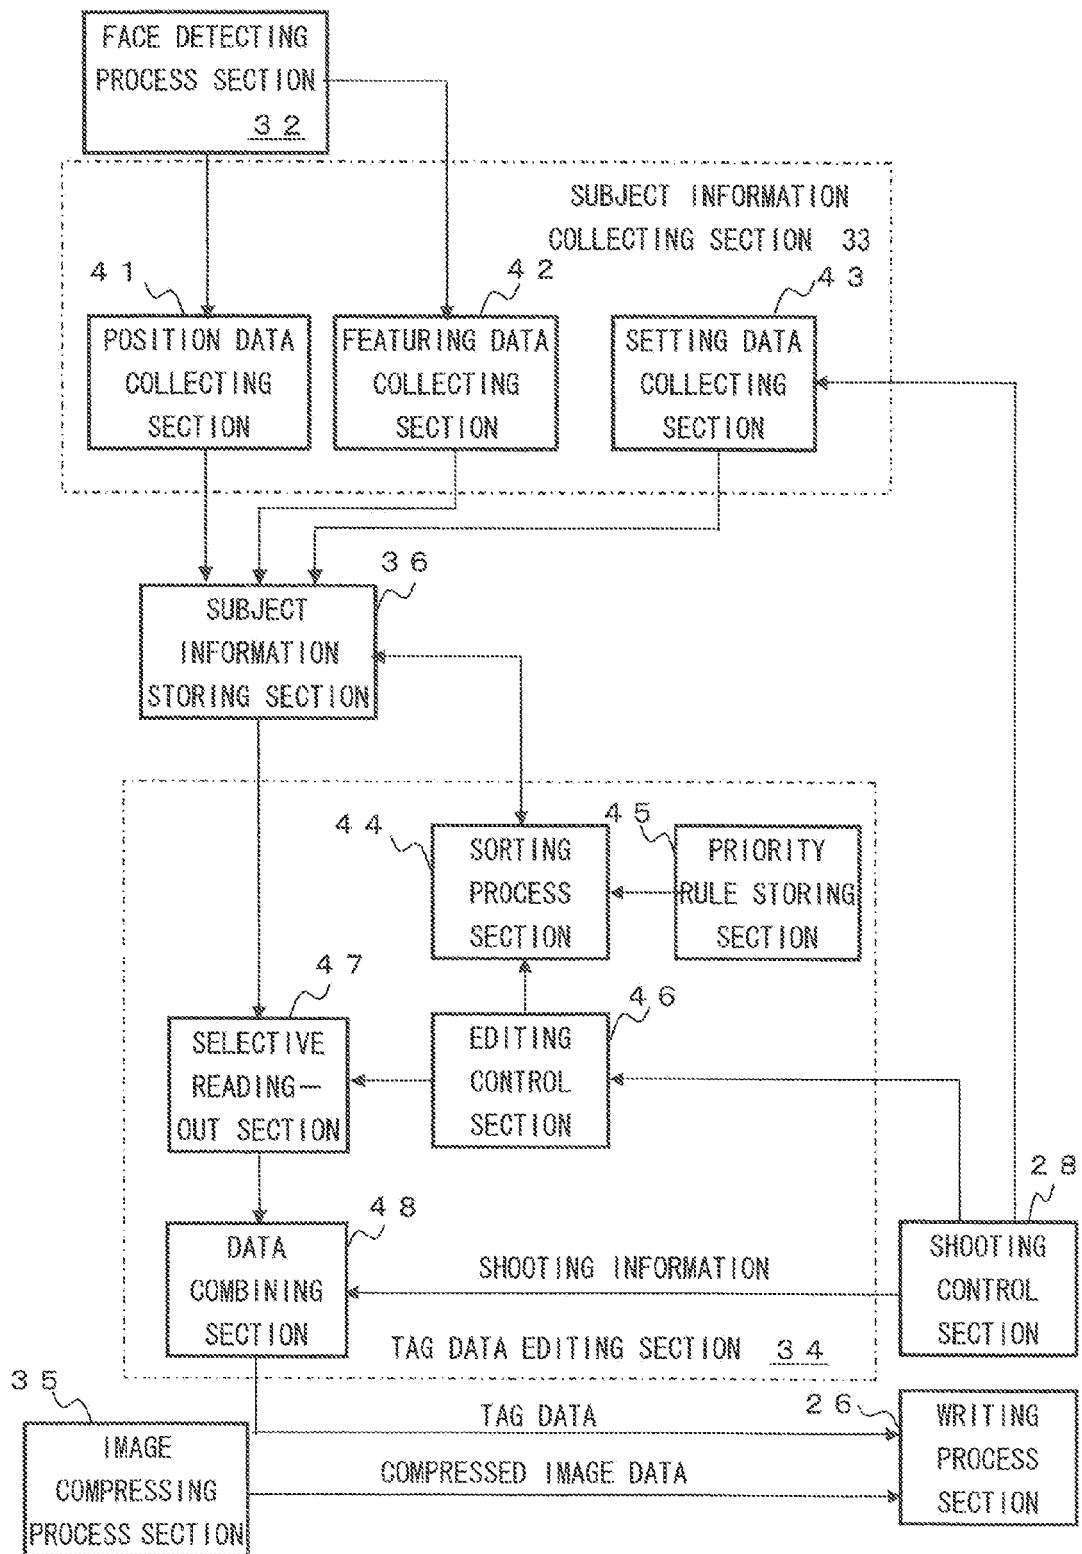 FACE DETECTING
PROCESS SECTION
32
SUBJECT INFORMATION
COLLECTING SECTION 33
41
42
43
POSITION DATA
COLLECTING
SECTION
FEATURING DATA
COLLECTING
SECTION
SETTING DATA
COLLECTING
SECTION
36
SUBJECT
INFORMATION
STORING SECTION
44
45
SORTING
PROCESS
SECTION
PRIORITY
RULE STORING
SECTION
47
46
SELECTIVE
READING—
OUT SECTION
EDITING
CONTROL
SECTION
48
28
DATA
COMBINING
SECTION
SHOOTING INFORMATION
SHOOTING
CONTROL
SECTION
TAG DATA EDITING SECTION 34
35
TAG DATA
26
WRITING
PROCESS
SECTION
IMAGE
COMPRESSING
PROCESS SECTION
COMPRESSED IMAGE DATA